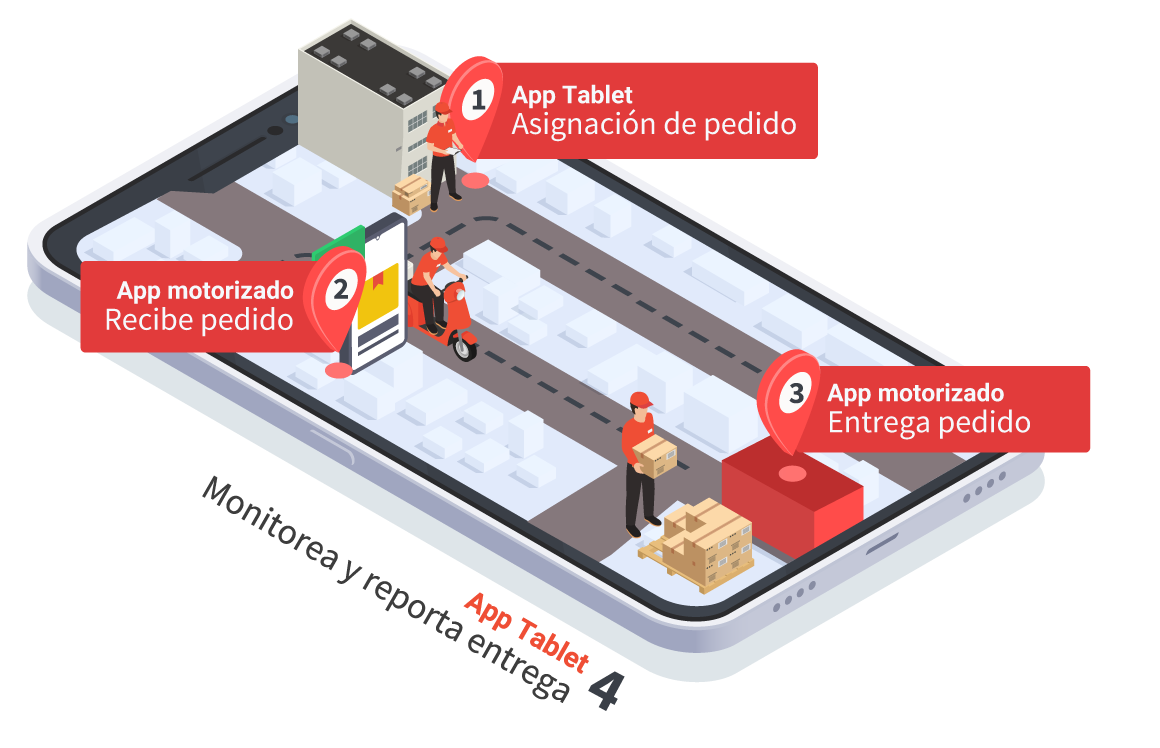 1
App Tablet
Asignación de pedido
2
App motorizado
Recibe pedido
3
App motorizado
Entrega pedido
4
App Tablet
Monitorea y reporta entrega